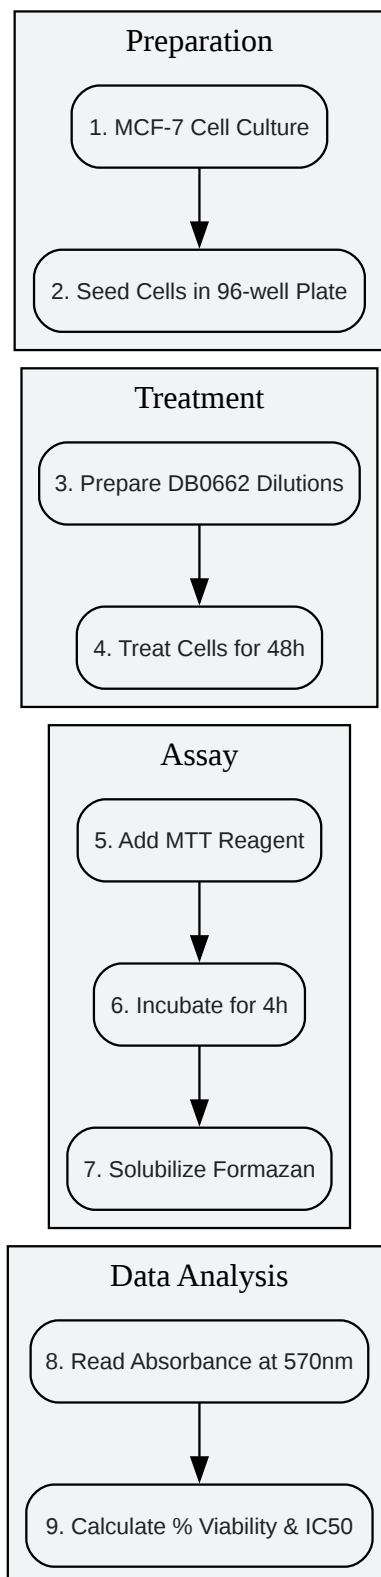 Preparation
1. MCF-7 Cell Culture
2. Seed Cells in 96-well Plate
Treatment
3. Prepare DB0662 Dilutions
4. Treat Cells for 48h
Assay
5. Add MTT Reagent
6. Incubate for 4h
7. Solubilize Formazan
Data Analysis
8. Read Absorbance at 570nm
9. Calculate % Viability & IC50